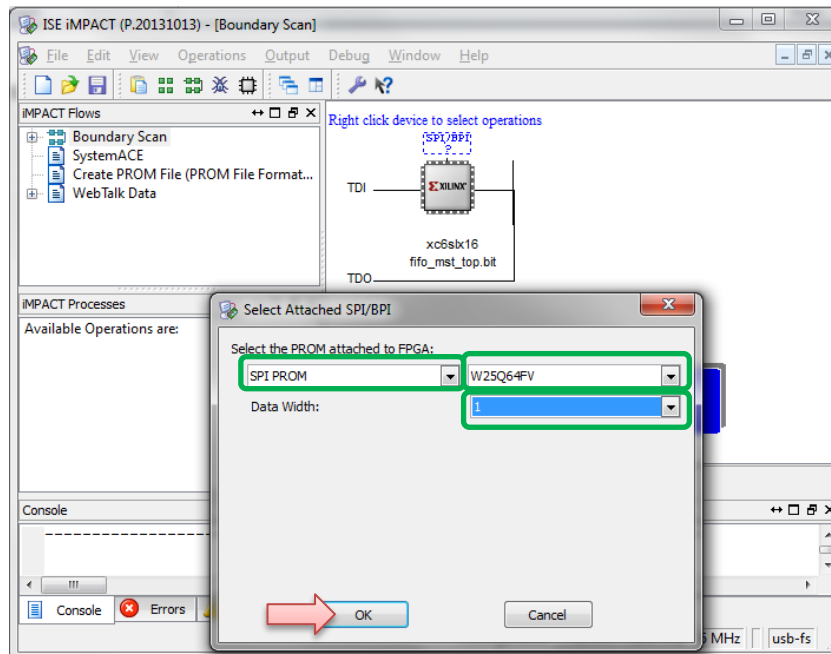 ISE iMPACT (P.20131013) - [Boundary Scan]
File Edit View Operations Output Debug Window Help
iMPACT Flows
Boundary Scan
SystemACE
Create PROM File (PROM File Format...
WebTalk Data
Right click device to select operations
SPI/BPI
?
TDI
XILINX
xc6slx16
fifo_mst_top.bit
TDO
iMPACT Processes
Available Operations are:
Select Attached SPI/BPI
Select the PROM attached to FPGA:
SPI PROM
W25Q64FV
Data Width:
1
Console
OK
Cancel
Console
Errors
MHz
usb-fs